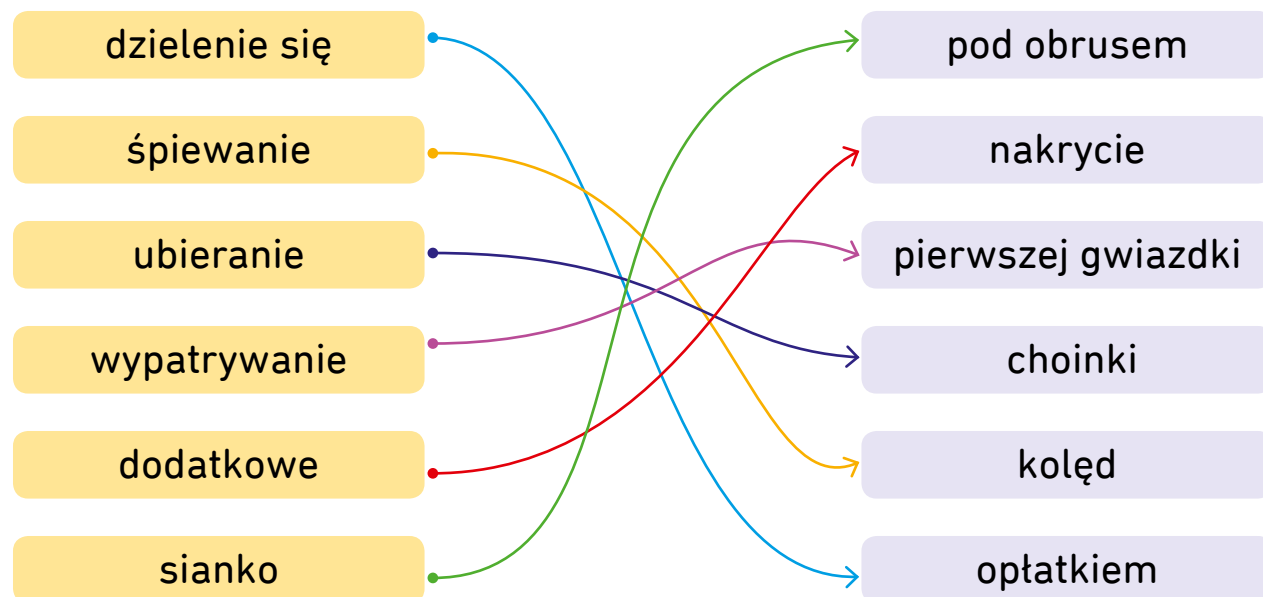 dzielenie się
śpiewanie
ubieranie
wypatrywanie
dodatkowe
sianko
pod obrusem
nakrycie
pierwszej gwiazdki
choinki
kolęd
opłatkiem